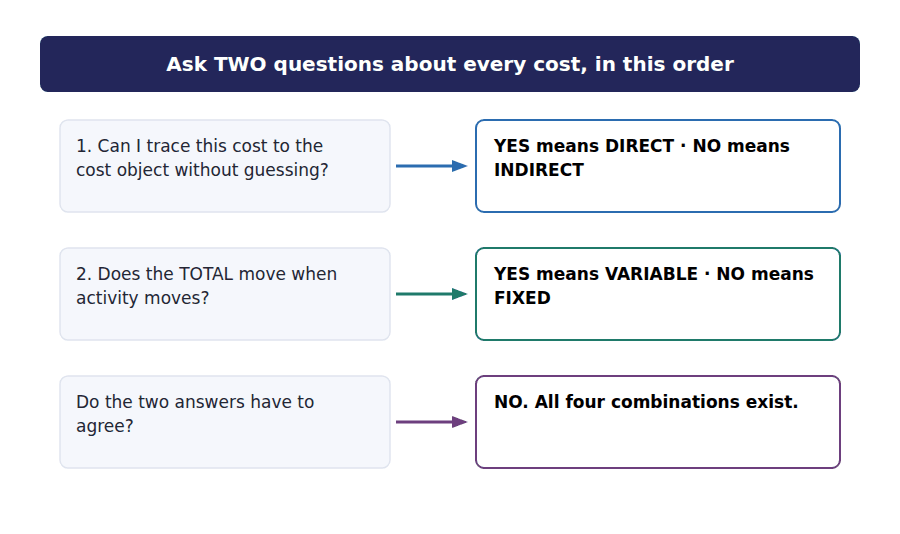 Ask TWO questions about every cost, in this order
1. Can I trace this cost to the
cost object without guessing?
YES means DIRECT · NO means
INDIRECT
2. Does the TOTAL move when
activity moves?
YES means VARIABLE · NO means
FIXED
Do the two answers have to
agree?
NO. All four combinations exist.